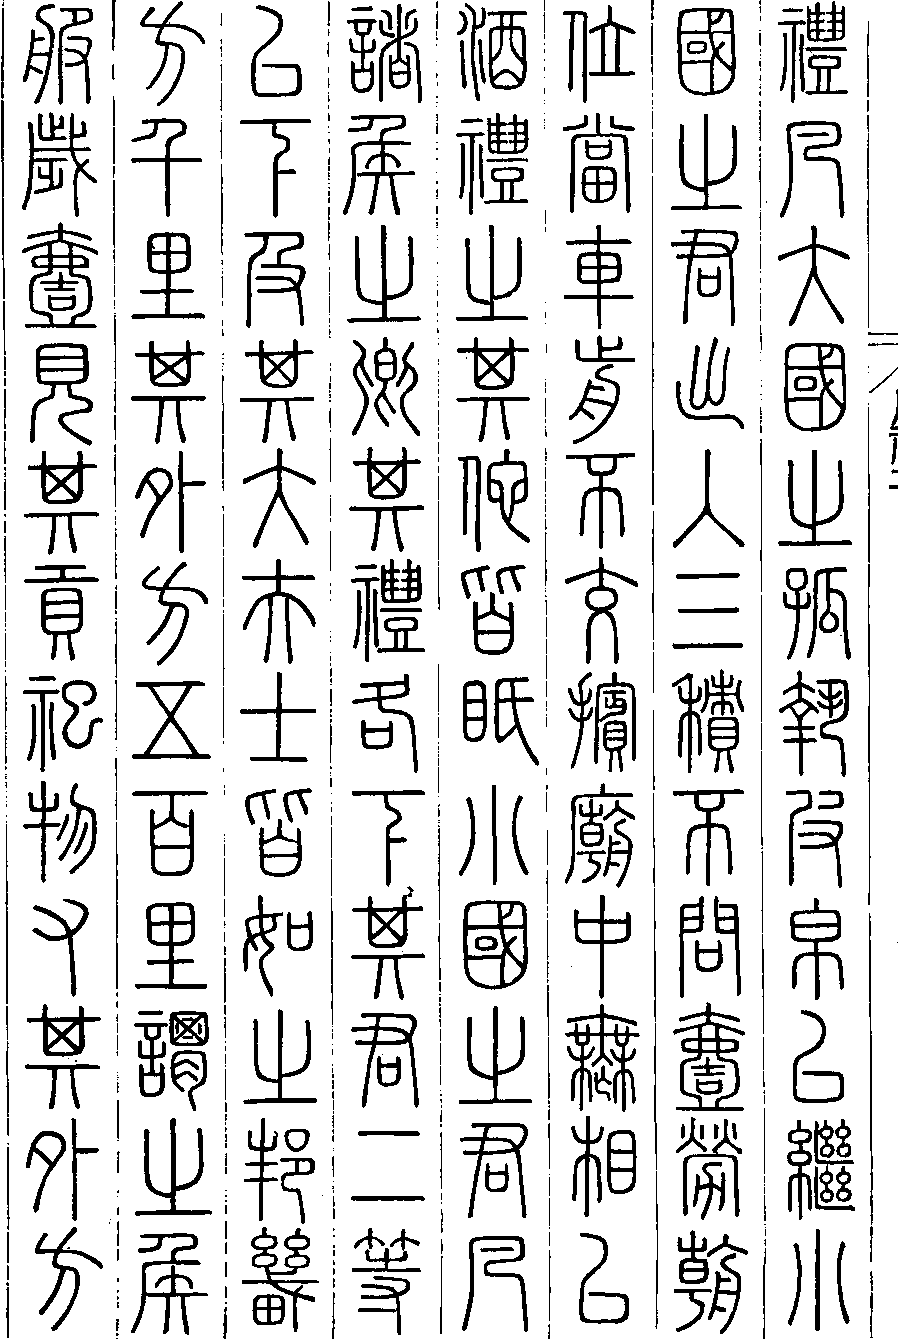 禮凡大國之孤執皮帛以繼小
國之君出入三積不問壹勞朝
位當車前不交擯廟中無相以
酒禮之其佗皆眂小國之君凡
諸侯之卿其禮各下其君二等
以下及其大夫士皆如之邦畿
方千里其外方五百里謂之侯
服歲壹見其貢祀物又其外方